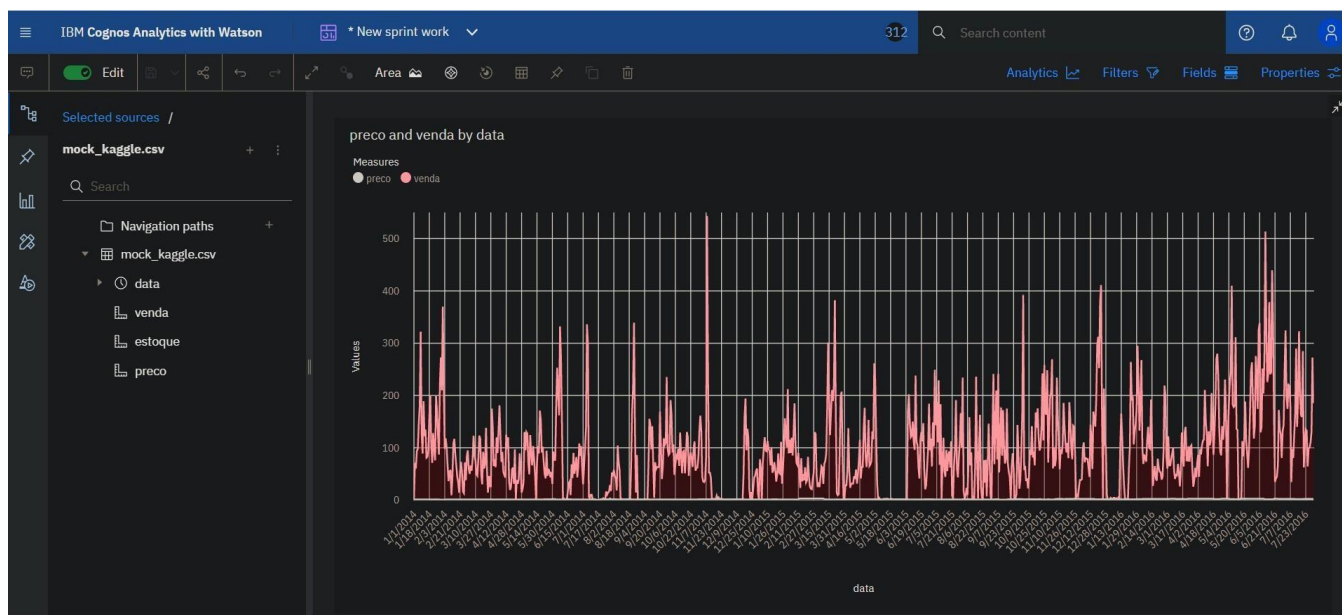 IBM Cognos Analytics with Watson
* New sprint work
312
Search content
Edit
Area
Analytics
Filters
Fields
Properties
Selected sources /
mock_kaggle.csv
Search
Navigation paths
mock_kaggle.csv
data
venda
estoque
preco
preco and venda by data
Measures
preco venda
Values
500
400
300
200
100
0
1/1/2014
1/18/2014
2/3/2014
2/21/2014
3/10/2014
3/27/2014
4/12/2014
4/28/2014
5/14/2014
5/30/2014
6/15/2014
7/1/2014
7/17/2014
8/2/2014
8/18/2014
9/4/2014
9/20/2014
10/6/2014
10/22/2014
11/7/2014
11/23/2014
12/9/2014
12/25/2014
1/10/2015
1/26/2015
2/11/2015
2/27/2015
3/15/2015
3/31/2015
4/16/2015
5/2/2015
5/18/2015
6/3/2015
6/19/2015
7/5/2015
7/21/2015
8/6/2015
8/22/2015
9/7/2015
9/23/2015
10/9/2015
10/25/2015
11/10/2015
11/26/2015
12/12/2015
12/28/2015
1/13/2016
1/29/2016
2/14/2016
3/1/2016
3/17/2016
4/2/2016
4/18/2016
5/4/2016
5/20/2016
6/5/2016
6/21/2016
7/7/2016
7/23/2016
data